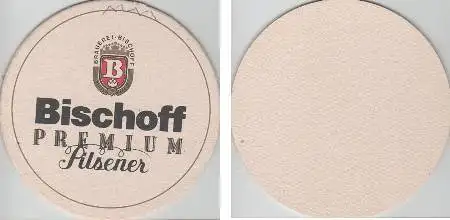 BRAUEREI-BISCHOFF
B
Bischoff
PREMIUM
Pilsener